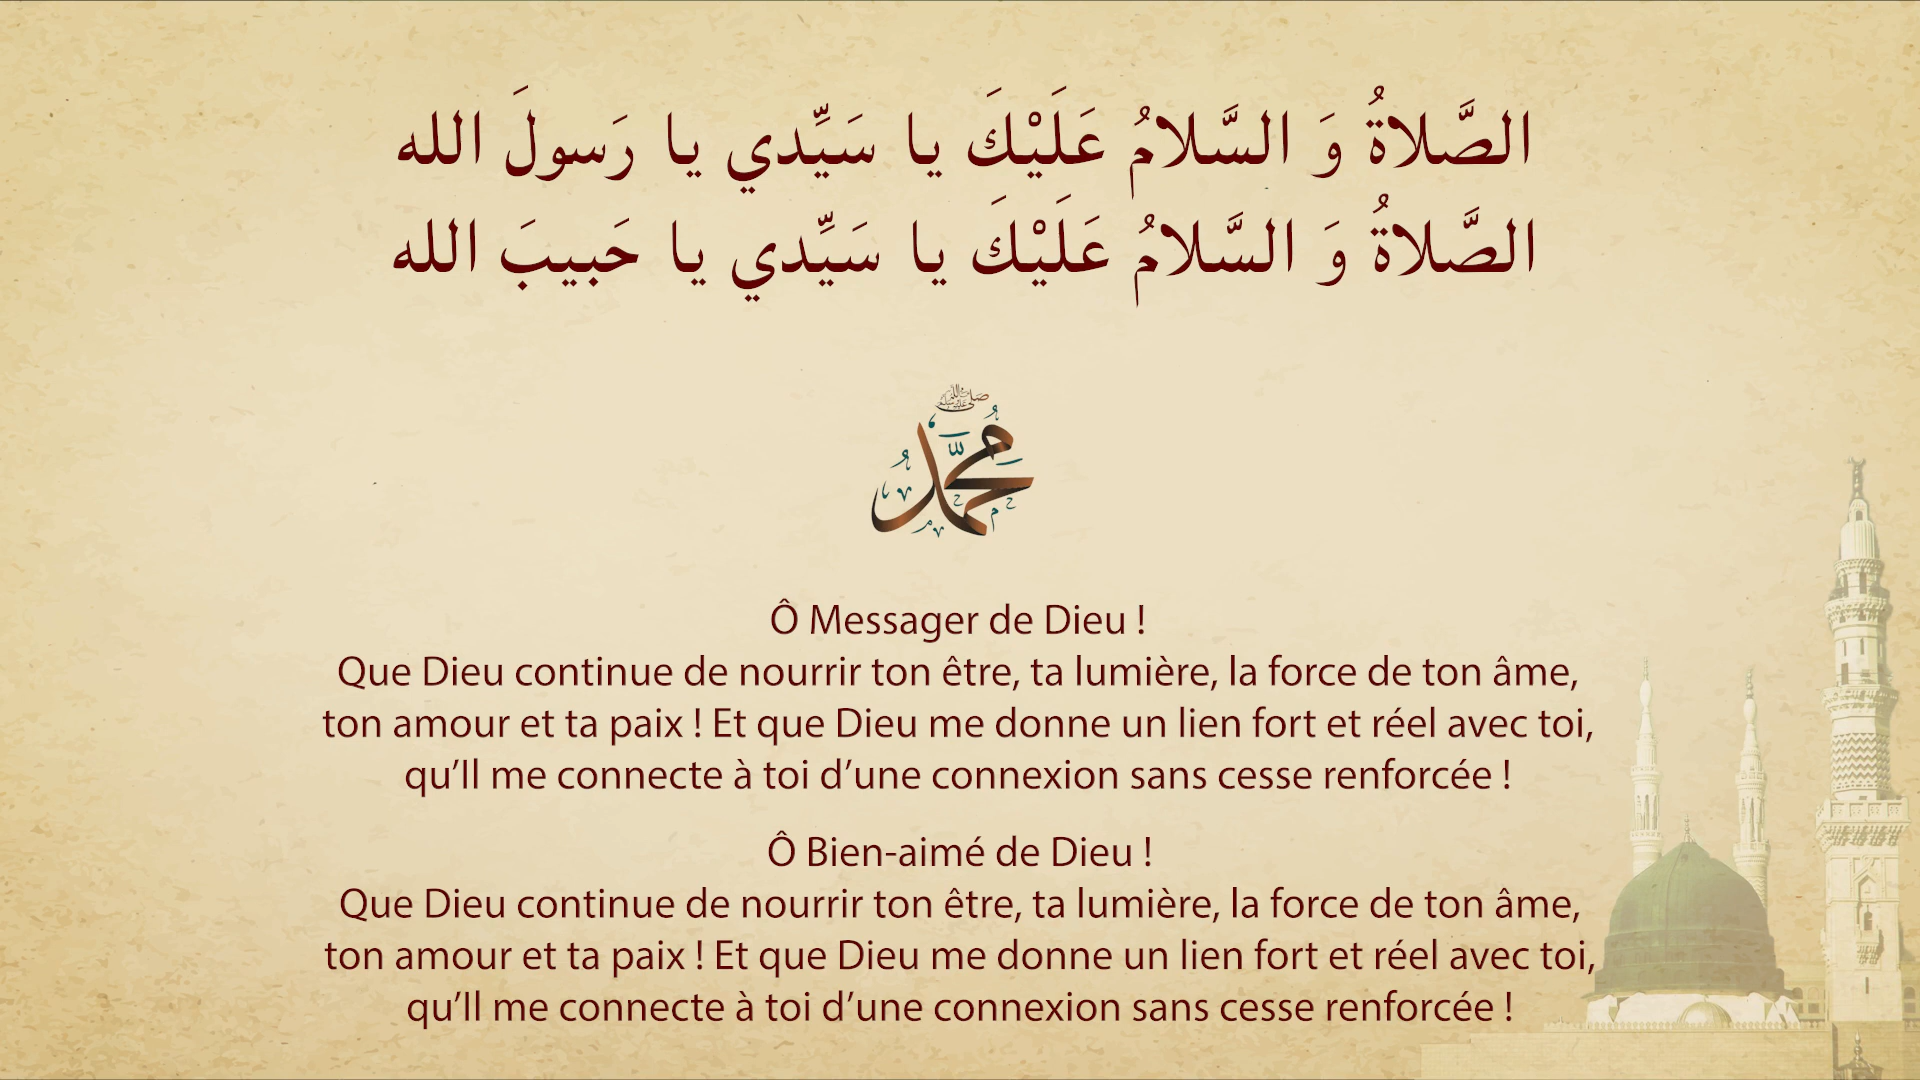 الصَّلاةُ وَ السَّلامُ عَلَيْكَ يا سَيِّدي يا رَسولَ الله
الصَّلاةُ وَ السَّلامُ عَلَيْكَ يا سَيِّدي يا حَبيبَ الله
صلى الله عليه وسلم
مُحَمَّدٌ
Ô Messager de Dieu !
Que Dieu continue de nourrir ton être, ta lumière, la force de ton âme,
ton amour et ta paix ! Et que Dieu me donne un lien fort et réel avec toi,
qu’Il me connecte à toi d’une connexion sans cesse renforcée !
Ô Bien-aimé de Dieu !
Que Dieu continue de nourrir ton être, ta lumière, la force de ton âme,
ton amour et ta paix ! Et que Dieu me donne un lien fort et réel avec toi,
qu’Il me connecte à toi d’une connexion sans cesse renforcée !